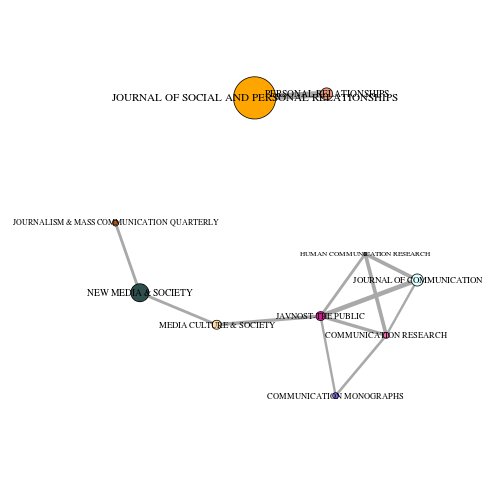 PERSONAL RELATIONSHIPS
JOURNAL OF SOCIAL AND PERSONAL RELATIONSHIPS
JOURNALISM & MASS COMMUNICATION QUARTERLY
HUMAN COMMUNICATION RESEARCH
JOURNAL OF COMMUNICATION
NEW MEDIA & SOCIETY
JAVNOST-THE PUBLIC
MEDIA CULTURE & SOCIETY
COMMUNICATION RESEARCH
COMMUNICATION MONOGRAPHS